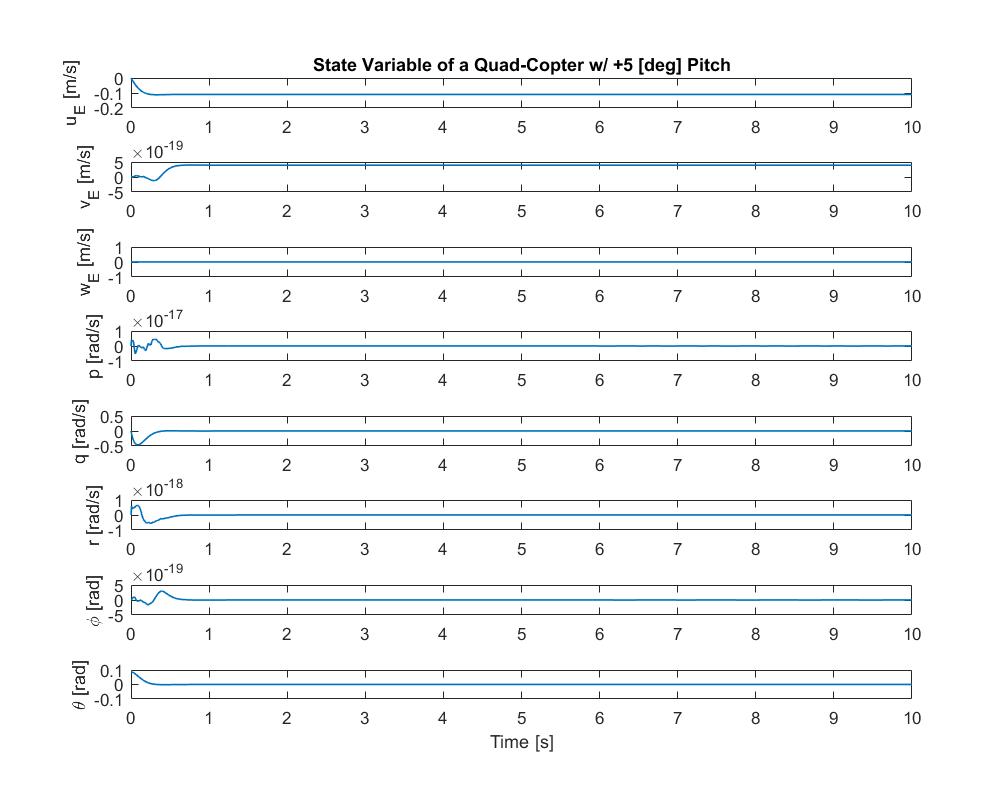 State Variable of a Quad-Copter w/ +5 [deg] Pitch
u_E [m/s]
0
-0.1
-0.2
0 1 2 3 4 5 6 7 8 9 10
×10^-19
v_E [m/s]
5
0
-5
0 1 2 3 4 5 6 7 8 9 10
w_E [m/s]
1
0
-1
0 1 2 3 4 5 6 7 8 9 10
×10^-17
p [rad/s]
1
0
-1
0 1 2 3 4 5 6 7 8 9 10
q [rad/s]
0.5
0
-0.5
0 1 2 3 4 5 6 7 8 9 10
×10^-18
r [rad/s]
1
0
-1
0 1 2 3 4 5 6 7 8 9 10
×10^-19
ϕ [rad]
5
0
-5
0 1 2 3 4 5 6 7 8 9 10
θ [rad]
0.1
0
-0.1
0 1 2 3 4 5 6 7 8 9 10
Time [s]